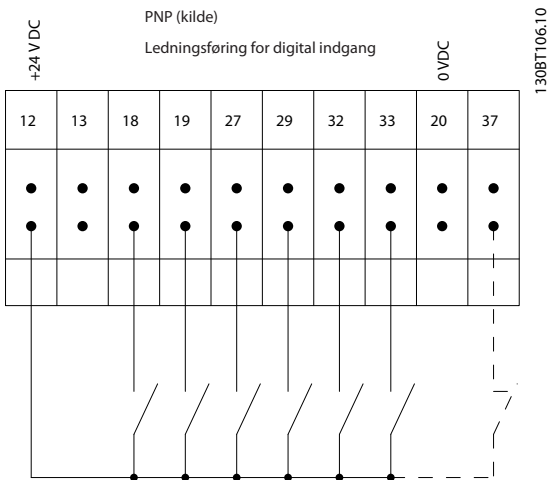 PNP (kilde)
Ledningsføring for digital indgang
+24 V DC
0 VDC
130BT106.10
12 13 18 19 27 29 32 33 20 37